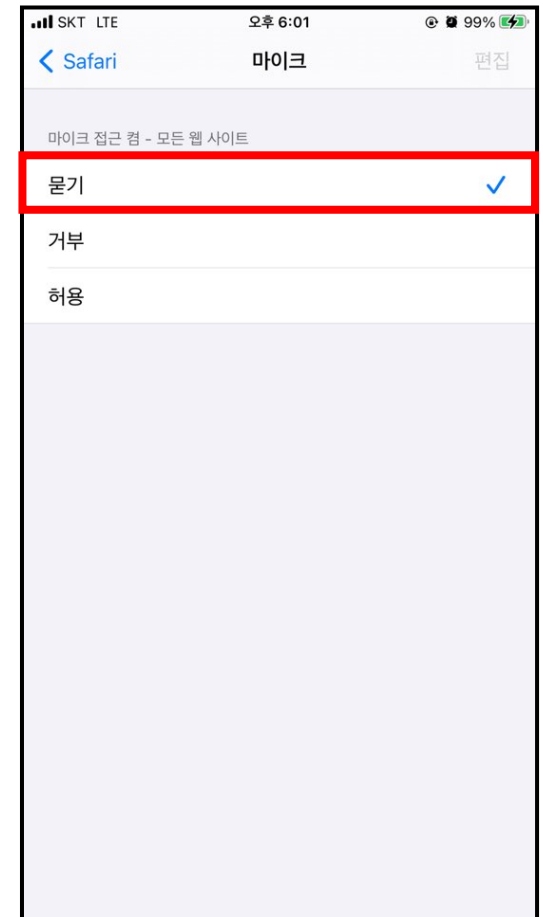 SKT LTE 오후 6:01 99%
Safari 마이크 편집
마이크 접근 켬 - 모든 웹 사이트
묻기
거부
허용